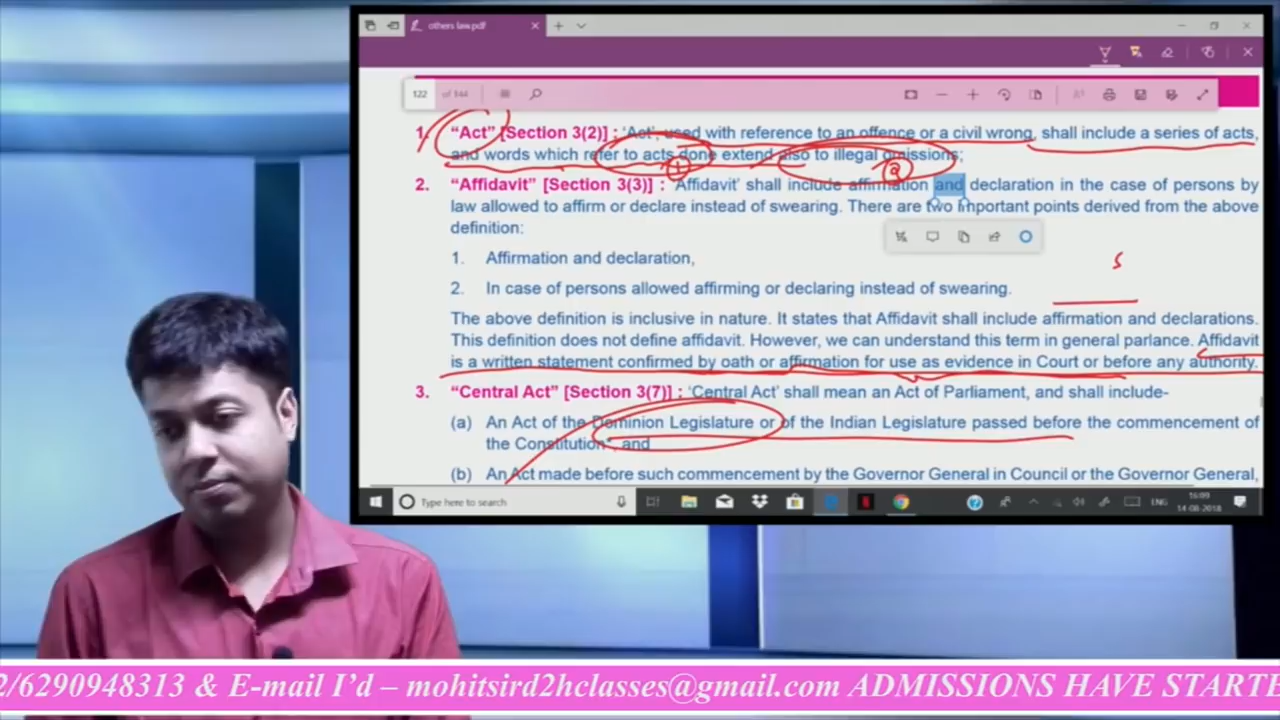 others law.pdf
122 of 144
1. “Act” [Section 3(2)] : ‘Act’, used with reference to an offence or a civil wrong, shall include a series of acts,
and words which refer to acts done extend also to illegal omissions;
1 2
2. “Affidavit” [Section 3(3)] : ‘Affidavit’ shall include affirmation and declaration in the case of persons by
law allowed to affirm or declare instead of swearing. There are two important points derived from the above
definition:
1. Affirmation and declaration,
2. In case of persons allowed affirming or declaring instead of swearing.
The above definition is inclusive in nature. It states that Affidavit shall include affirmation and declarations.
This definition does not define affidavit. However, we can understand this term in general parlance. Affidavit
is a written statement confirmed by oath or affirmation for use as evidence in Court or before any authority.
3. “Central Act” [Section 3(7)] : ‘Central Act’ shall mean an Act of Parliament, and shall include-
(a) An Act of the Dominion Legislature or of the Indian Legislature passed before the commencement of
the Constitution*, and
(b) An Act made before such commencement by the Governor General in Council or the Governor General,
Type here to search
ENG
16:09
14-08-2018
2/6290948313 & E-mail I’d – mohitsird2hclasses@gmail.com ADMISSIONS HAVE STARTE